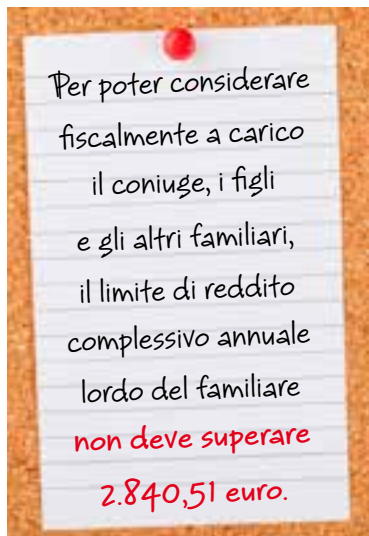 Per poter considerare
fiscalmente a carico
il coniuge, i figli
e gli altri familiari,
il limite di reddito
complessivo annuale
lordo del familiare
non deve superare
2.840,51 euro.